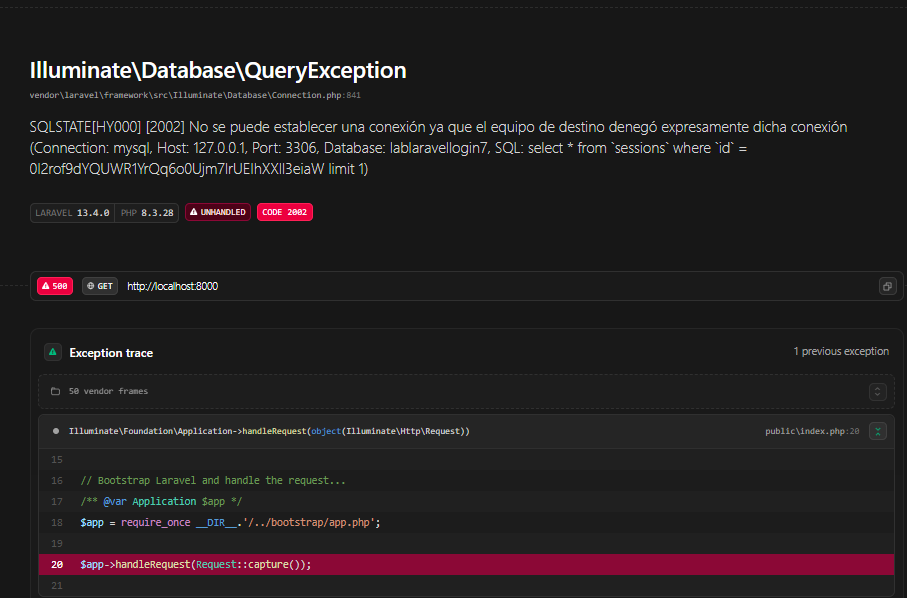 Illuminate\Database\QueryException
vendor\laravel\framework\src\Illuminate\Database\Connection.php:841
SQLSTATE[HY000] [2002] No se puede establecer una conexión ya que el equipo de destino denegó expresamente dicha conexión
(Connection: mysql, Host: 127.0.0.1, Port: 3306, Database: lablaravellogin7, SQL: select * from `sessions` where `id` =
limit 1)
LARAVEL 13.4.0 PHP 8.3.28 UNHANDLED CODE 2002
500 GET http://localhost:8000
Exception trace 1 previous exception
50 vendor frames
Illuminate\Foundation\Application->handleRequest(object(Illuminate\Http\Request)) public\index.php:20
15
16 // Bootstrap Laravel and handle the request...
17 /** @var Application $app */
18 $app = require_once __DIR__.'/../bootstrap/app.php';
19
20 $app->handleRequest(Request::capture());
21